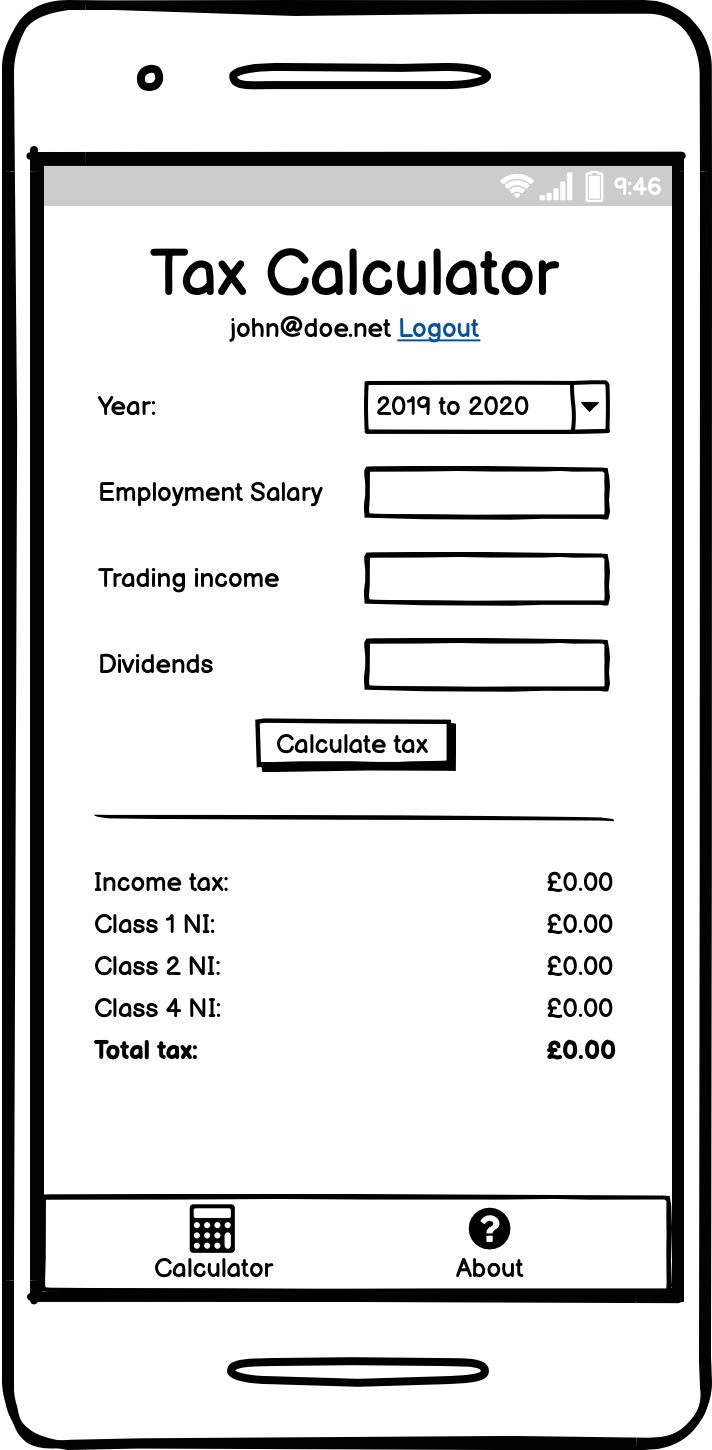 9:46
Tax Calculator
john@doe.net Logout
Year: 2019 to 2020
Employment Salary
Trading income
Dividends
Calculate tax
Income tax: £0.00
Class 1 NI: £0.00
Class 2 NI: £0.00
Class 4 NI: £0.00
Total tax: £0.00
Calculator About